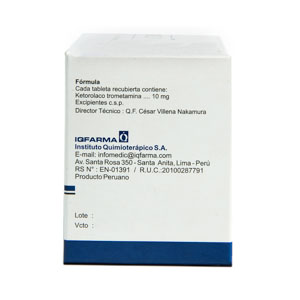 Fórmula
Cada tableta recubierta contiene:
Ketorolaco trometamina .... 10 mg
Excipientes c.s.p.
Director Técnico : Q.F. César Villena Nakamura
IQFARMA
Instituto Quimioterápico S.A.
E-mail: infomedic@iqfarma.com
Av. Santa Rosa 350 - Santa Anita, Lima - Perú
RS N° : EN-01391 / R.U.C.:20100287791
Producto Peruano
Lote :
Vcto :